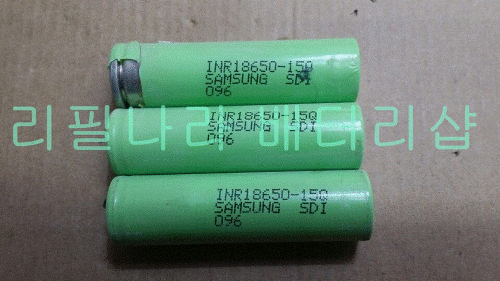 INR18650-15Q
SAMSUNG SDI
096
리필나라 배터리샵
INR18650-15Q
SAMSUNG SDI
096
INR18650-15Q
SAMSUNG SDI
096